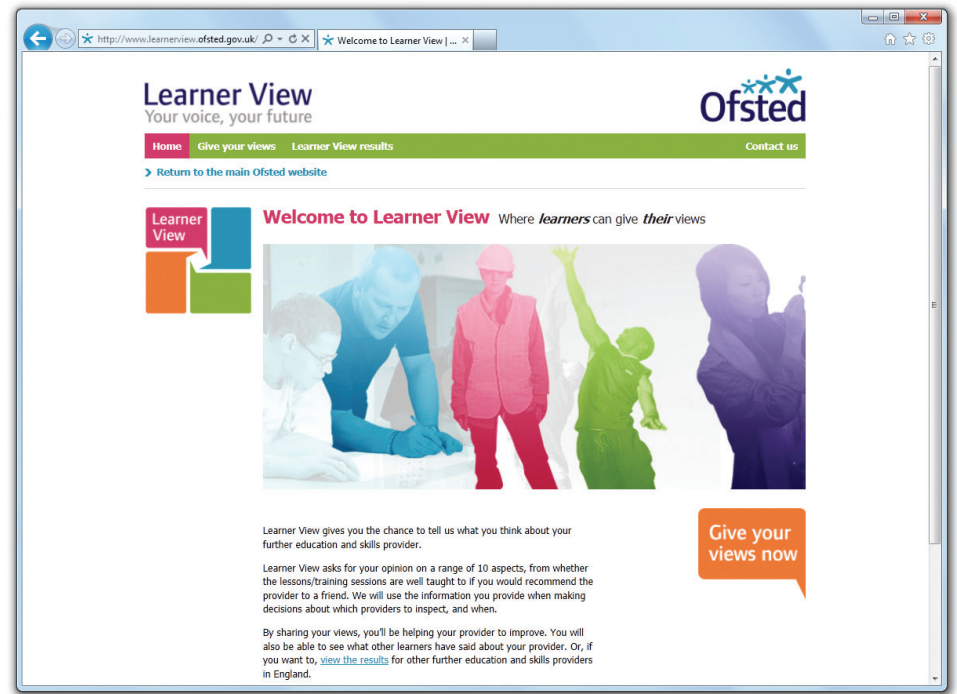 http://www.learnerview.ofsted.gov.uk/
Welcome to Learner View | ...
Learner View
Your voice, your future
Ofsted
Home Give your views Learner View results Contact us
Return to the main Ofsted website
Learner
View
Welcome to Learner View Where learners can give their views
Learner View gives you the chance to tell us what you think about your
further education and skills provider.
Learner View asks for your opinion on a range of 10 aspects, from whether
the lessons/training sessions are well taught to if you would recommend the
provider to a friend. We will use the information you provide when making
decisions about which providers to inspect, and when.
By sharing your views, you'll be helping your provider to improve. You will
also be able to see what other learners have said about your provider. Or, if
you want to, view the results for other further education and skills providers
in England.
Give your
views now